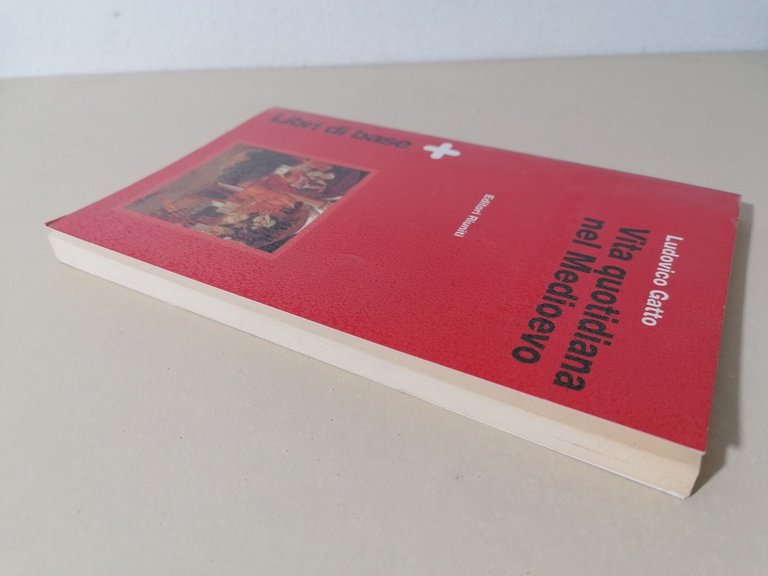 Ludovico Gatto
Vita quotidiana
nel Medioevo
Editori Riuniti
Libri di base